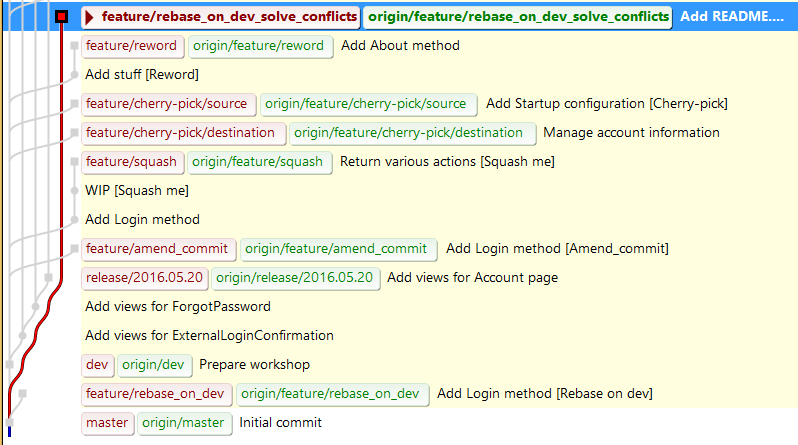 feature/rebase_on_dev_solve_conflicts origin/feature/rebase_on_dev_solve_conflicts Add README....
feature/reword origin/feature/reword Add About method
Add stuff [Reword]
feature/cherry-pick/source origin/feature/cherry-pick/source Add Startup configuration [Cherry-pick]
feature/cherry-pick/destination origin/feature/cherry-pick/destination Manage account information
feature/squash origin/feature/squash Return various actions [Squash me]
WIP [Squash me]
Add Login method
feature/amend_commit origin/feature/amend_commit Add Login method [Amend_commit]
release/2016.05.20 origin/release/2016.05.20 Add views for Account page
Add views for ForgotPassword
Add views for ExternalLoginConfirmation
dev origin/dev Prepare workshop
feature/rebase_on_dev origin/feature/rebase_on_dev Add Login method [Rebase on dev]
master origin/master Initial commit